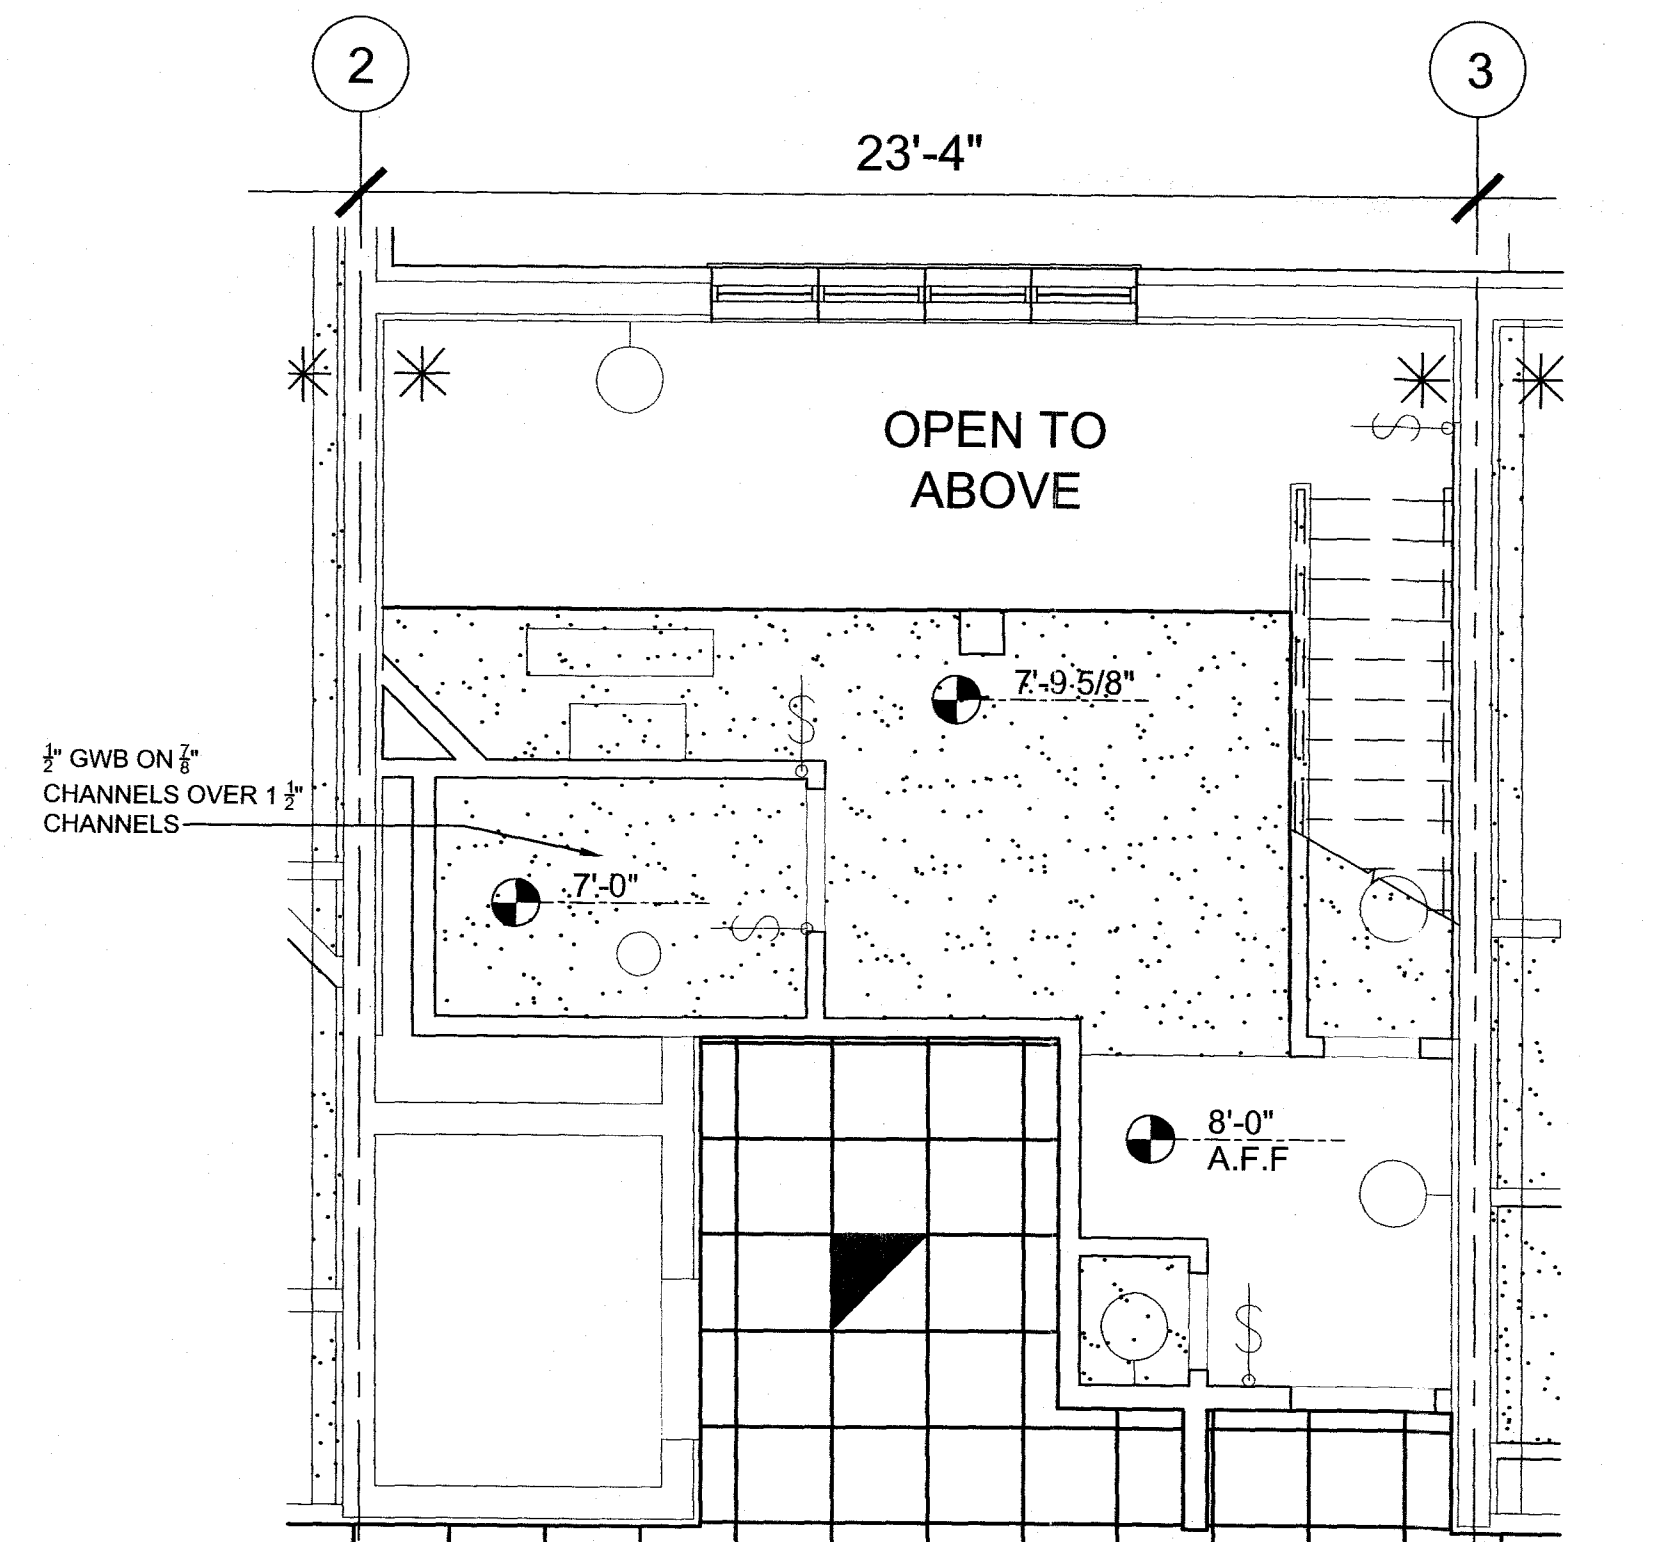 2
3
23'-4"
OPEN TO
ABOVE
7'-9 5/8"
1/2" GWB ON 7/8"
CHANNELS OVER 1 1/2"
CHANNELS
7'-0"
8'-0"
A.F.F